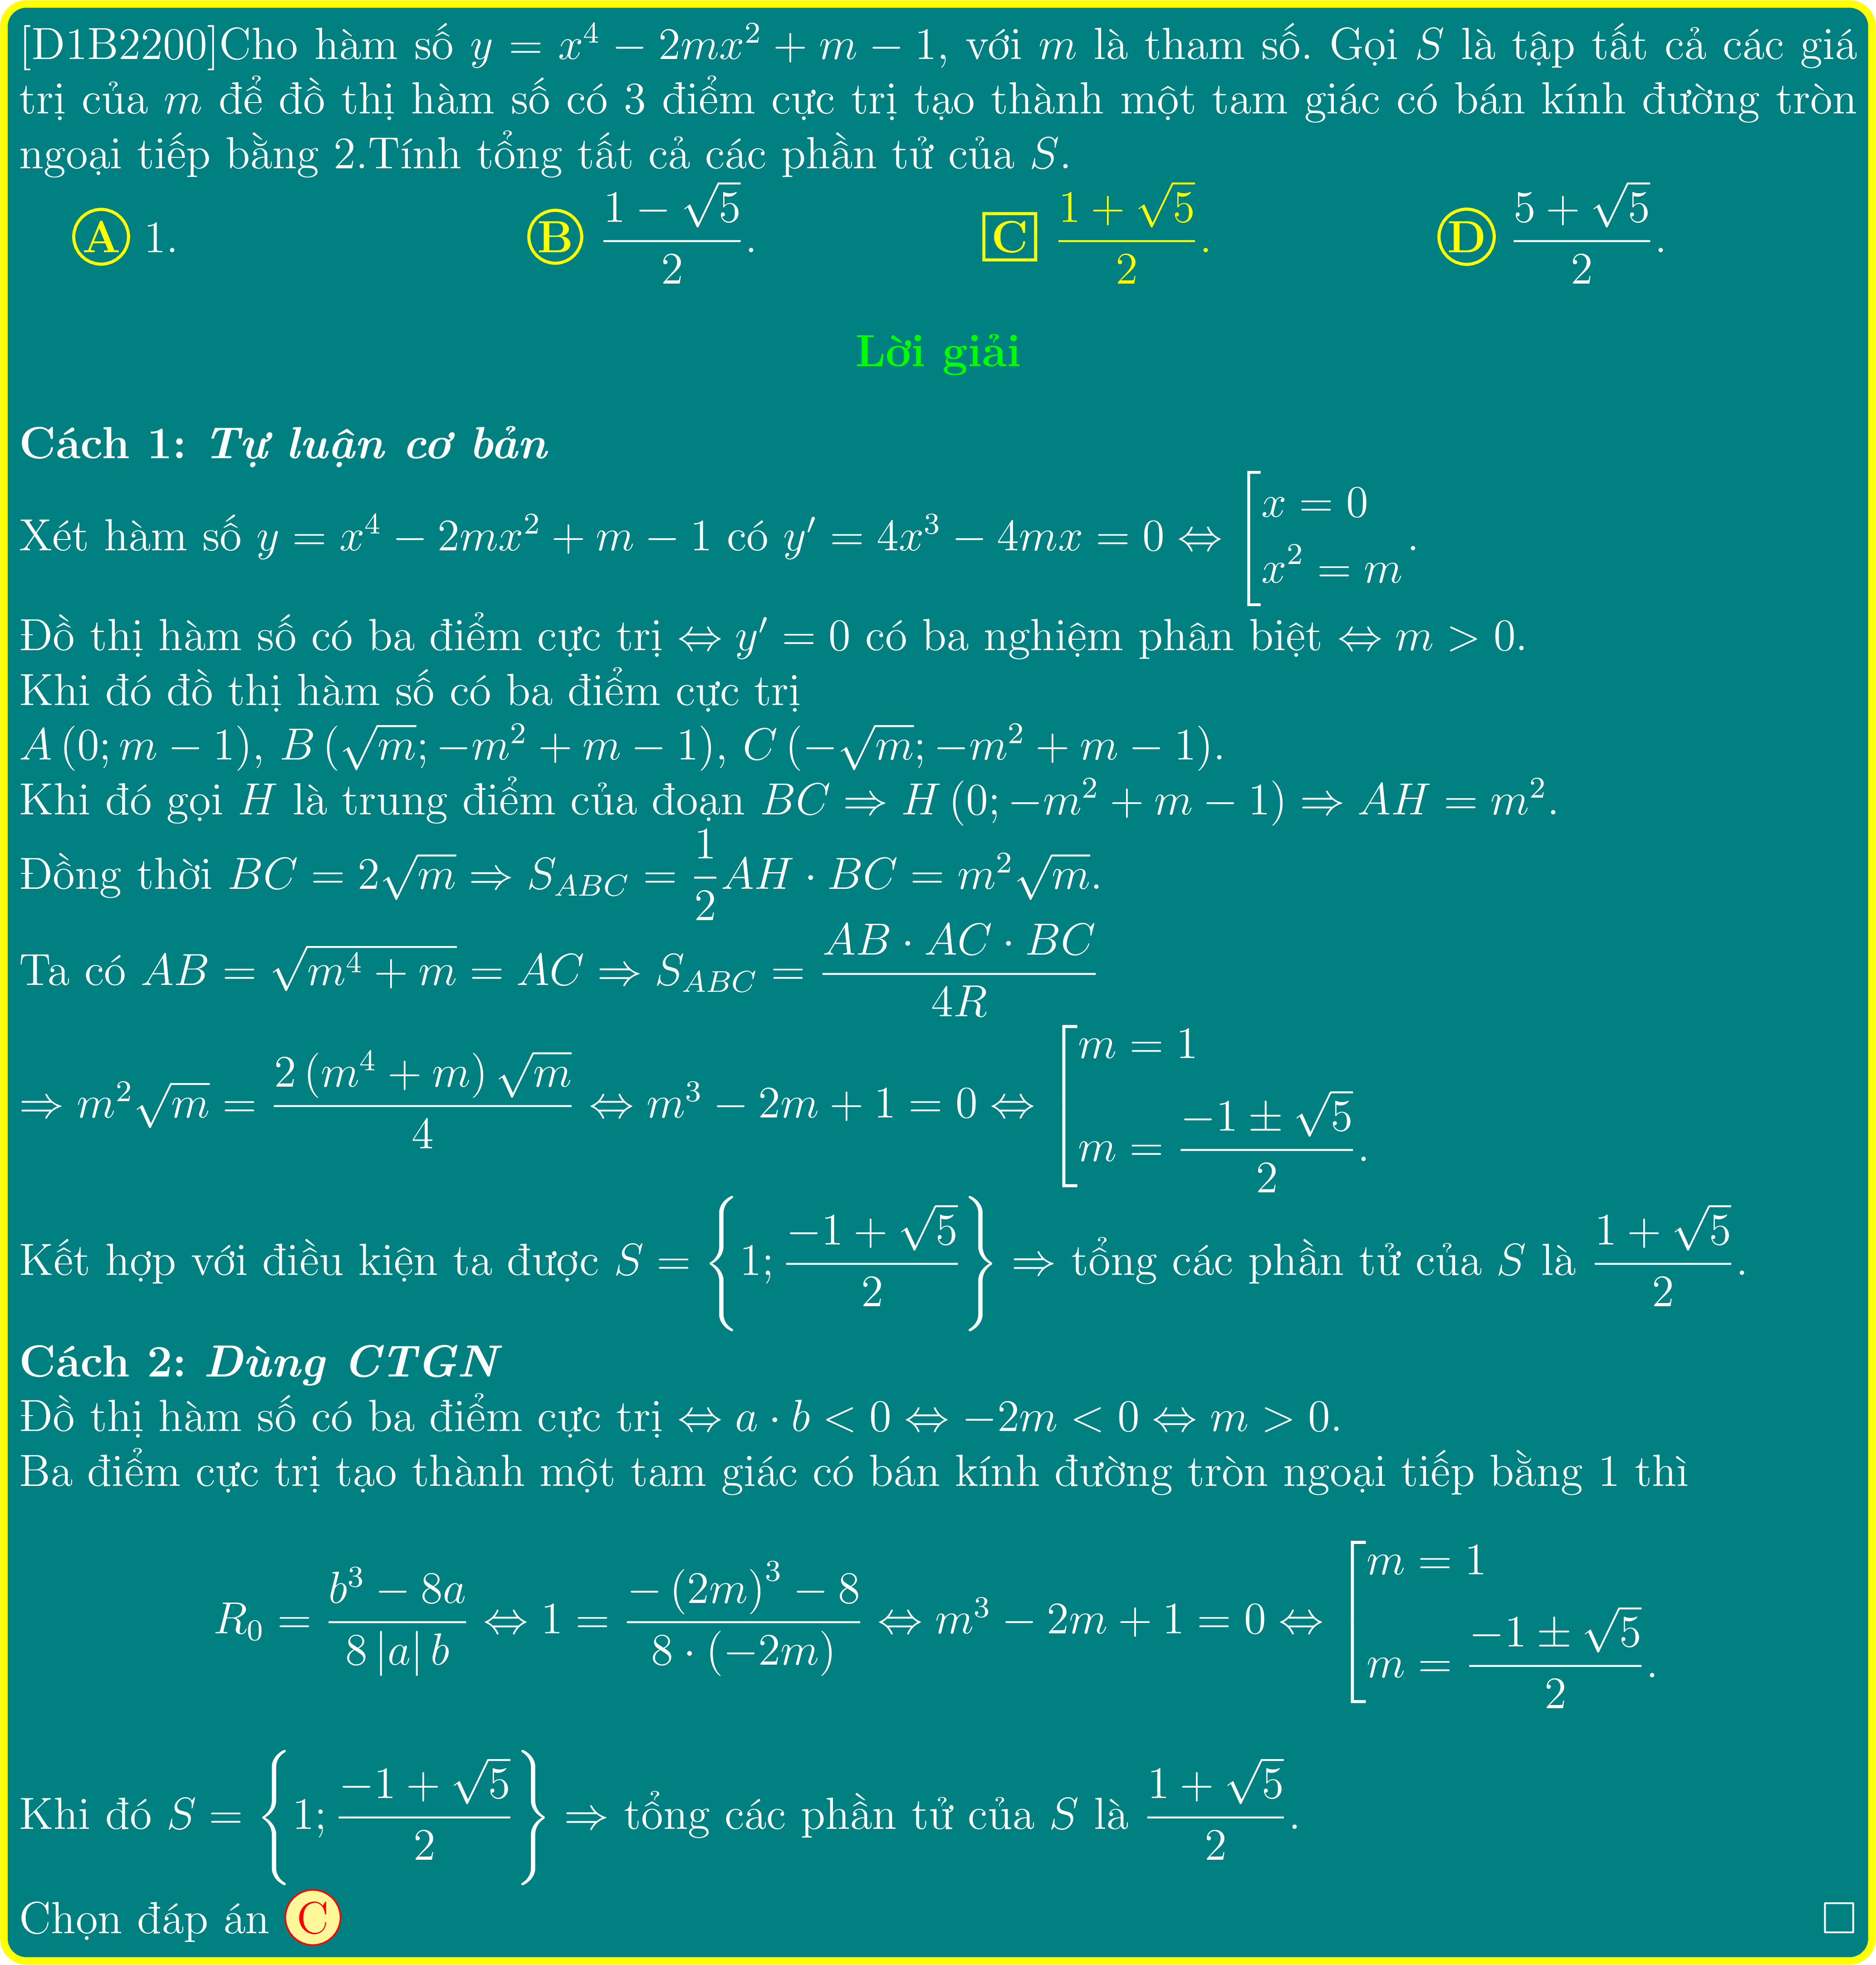 [D1B2200]Cho hàm số $y = x^4 - 2mx^2 + m - 1$, với $m$ là tham số. Gọi $S$ là tập tất cả các giá
trị của $m$ để đồ thị hàm số có 3 điểm cực trị tạo thành một tam giác có bán kính đường tròn
ngoại tiếp bằng 2.Tính tổng tất cả các phần tử của $S$.
A 1. B $\frac{1-\sqrt{5}}{2}$. C $\frac{1+\sqrt{5}}{2}$. D $\frac{5+\sqrt{5}}{2}$.
Lời giải
Cách 1: Tự luận cơ bản
Xét hàm số $y = x^4 - 2mx^2 + m - 1$ có $y' = 4x^3 - 4mx = 0 \Leftrightarrow \left[\begin{array}{l} x = 0 \\ x^2 = m \end{array}\right.$.
Đồ thị hàm số có ba điểm cực trị $\Leftrightarrow y' = 0$ có ba nghiệm phân biệt $\Leftrightarrow m > 0$.
Khi đó đồ thị hàm số có ba điểm cực trị
$A\,(0; m - 1)$, $B\,(\sqrt{m}; -m^2 + m - 1)$, $C\,(-\sqrt{m}; -m^2 + m - 1)$.
Khi đó gọi $H$ là trung điểm của đoạn $BC \Rightarrow H\,(0; -m^2 + m - 1) \Rightarrow AH = m^2$.
Đồng thời $BC = 2\sqrt{m} \Rightarrow S_{ABC} = \frac{1}{2}AH \cdot BC = m^2\sqrt{m}$.
Ta có $AB = \sqrt{m^4 + m} = AC \Rightarrow S_{ABC} = \frac{AB \cdot AC \cdot BC}{4R}$
$\Rightarrow m^2\sqrt{m} = \frac{2(m^4 + m)\sqrt{m}}{4} \Leftrightarrow m^3 - 2m + 1 = 0 \Leftrightarrow \left[\begin{array}{l} m = 1 \\ m = \frac{-1 \pm \sqrt{5}}{2}. \end{array}\right.$
Kết hợp với điều kiện ta được $S = \left\{1; \frac{-1+\sqrt{5}}{2}\right\} \Rightarrow$ tổng các phần tử của $S$ là $\frac{1+\sqrt{5}}{2}$.
Cách 2: Dùng CTGN
Đồ thị hàm số có ba điểm cực trị $\Leftrightarrow a \cdot b < 0 \Leftrightarrow -2m < 0 \Leftrightarrow m > 0$.
Ba điểm cực trị tạo thành một tam giác có bán kính đường tròn ngoại tiếp bằng 1 thì
$R_0 = \frac{b^3 - 8a}{8|a|b} \Leftrightarrow 1 = \frac{-(2m)^3 - 8}{8 \cdot (-2m)} \Leftrightarrow m^3 - 2m + 1 = 0 \Leftrightarrow \left[\begin{array}{l} m = 1 \\ m = \frac{-1 \pm \sqrt{5}}{2}. \end{array}\right.$
Khi đó $S = \left\{1; \frac{-1+\sqrt{5}}{2}\right\} \Rightarrow$ tổng các phần tử của $S$ là $\frac{1+\sqrt{5}}{2}$.
Chọn đáp án C □